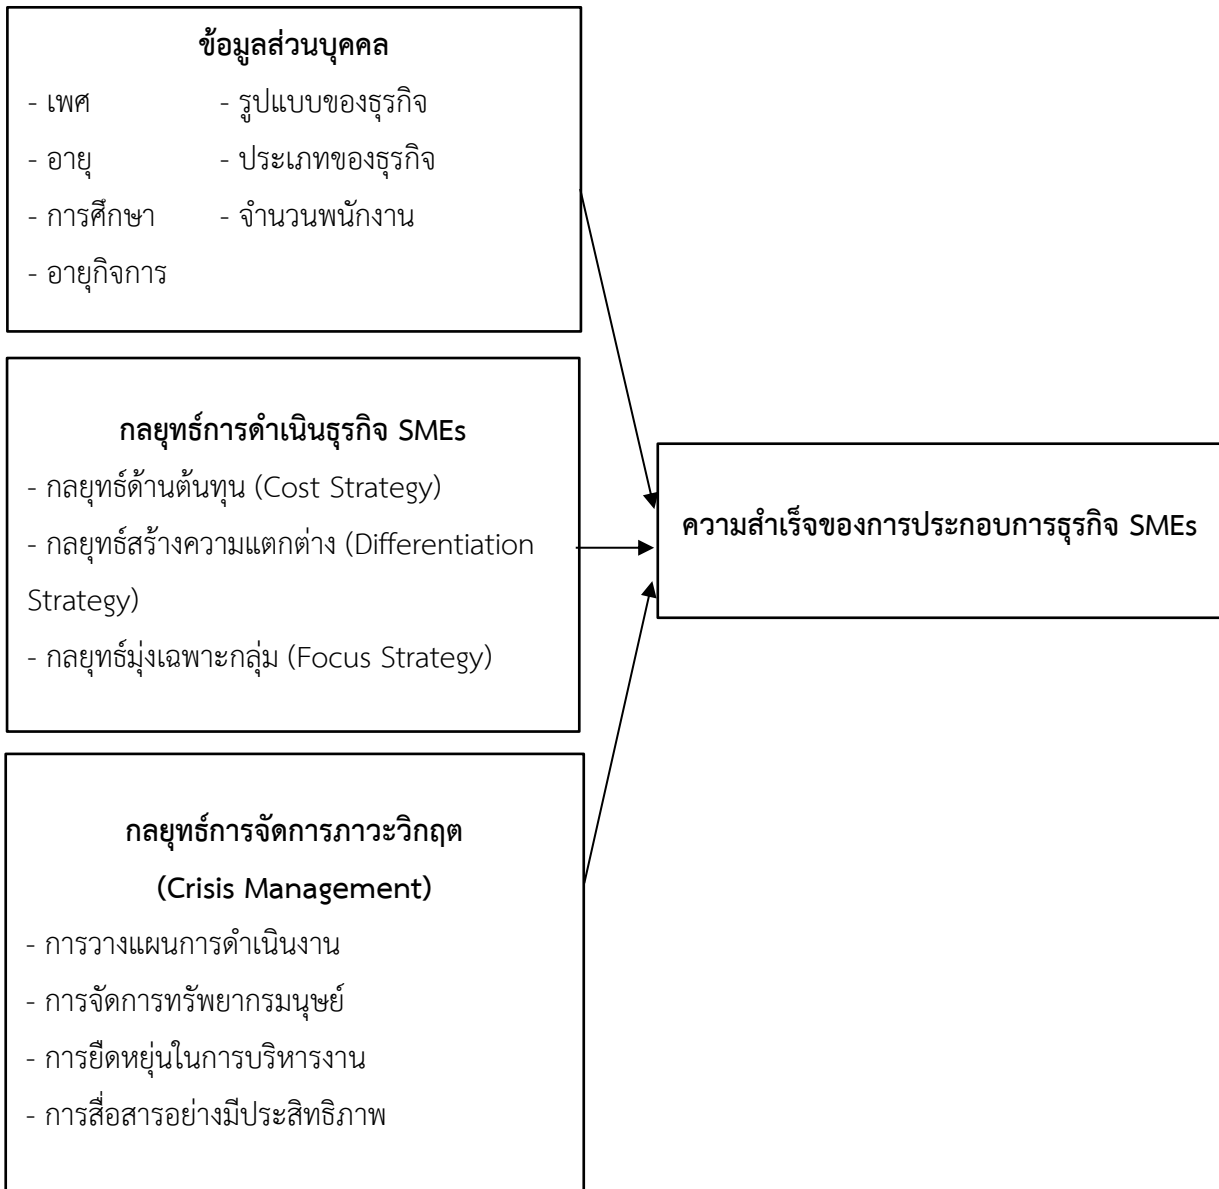 ข้อมูลส่วนบุคคล
- เพศ - รูปแบบของธุรกิจ
- อายุ - ประเภทของธุรกิจ
- การศึกษา - จำนวนพนักงาน
- อายุกิจการ
กลยุทธ์การดำเนินธุรกิจ SMEs
- กลยุทธ์ด้านต้นทุน (Cost Strategy)
- กลยุทธ์สร้างความแตกต่าง (Differentiation
Strategy)
- กลยุทธ์มุ่งเฉพาะกลุ่ม (Focus Strategy)
ความสำเร็จของการประกอบการธุรกิจ SMEs
กลยุทธ์การจัดการภาวะวิกฤต
(Crisis Management)
- การวางแผนการดำเนินงาน
- การจัดการทรัพยากรมนุษย์
- การยืดหยุ่นในการบริหารงาน
- การสื่อสารอย่างมีประสิทธิภาพ